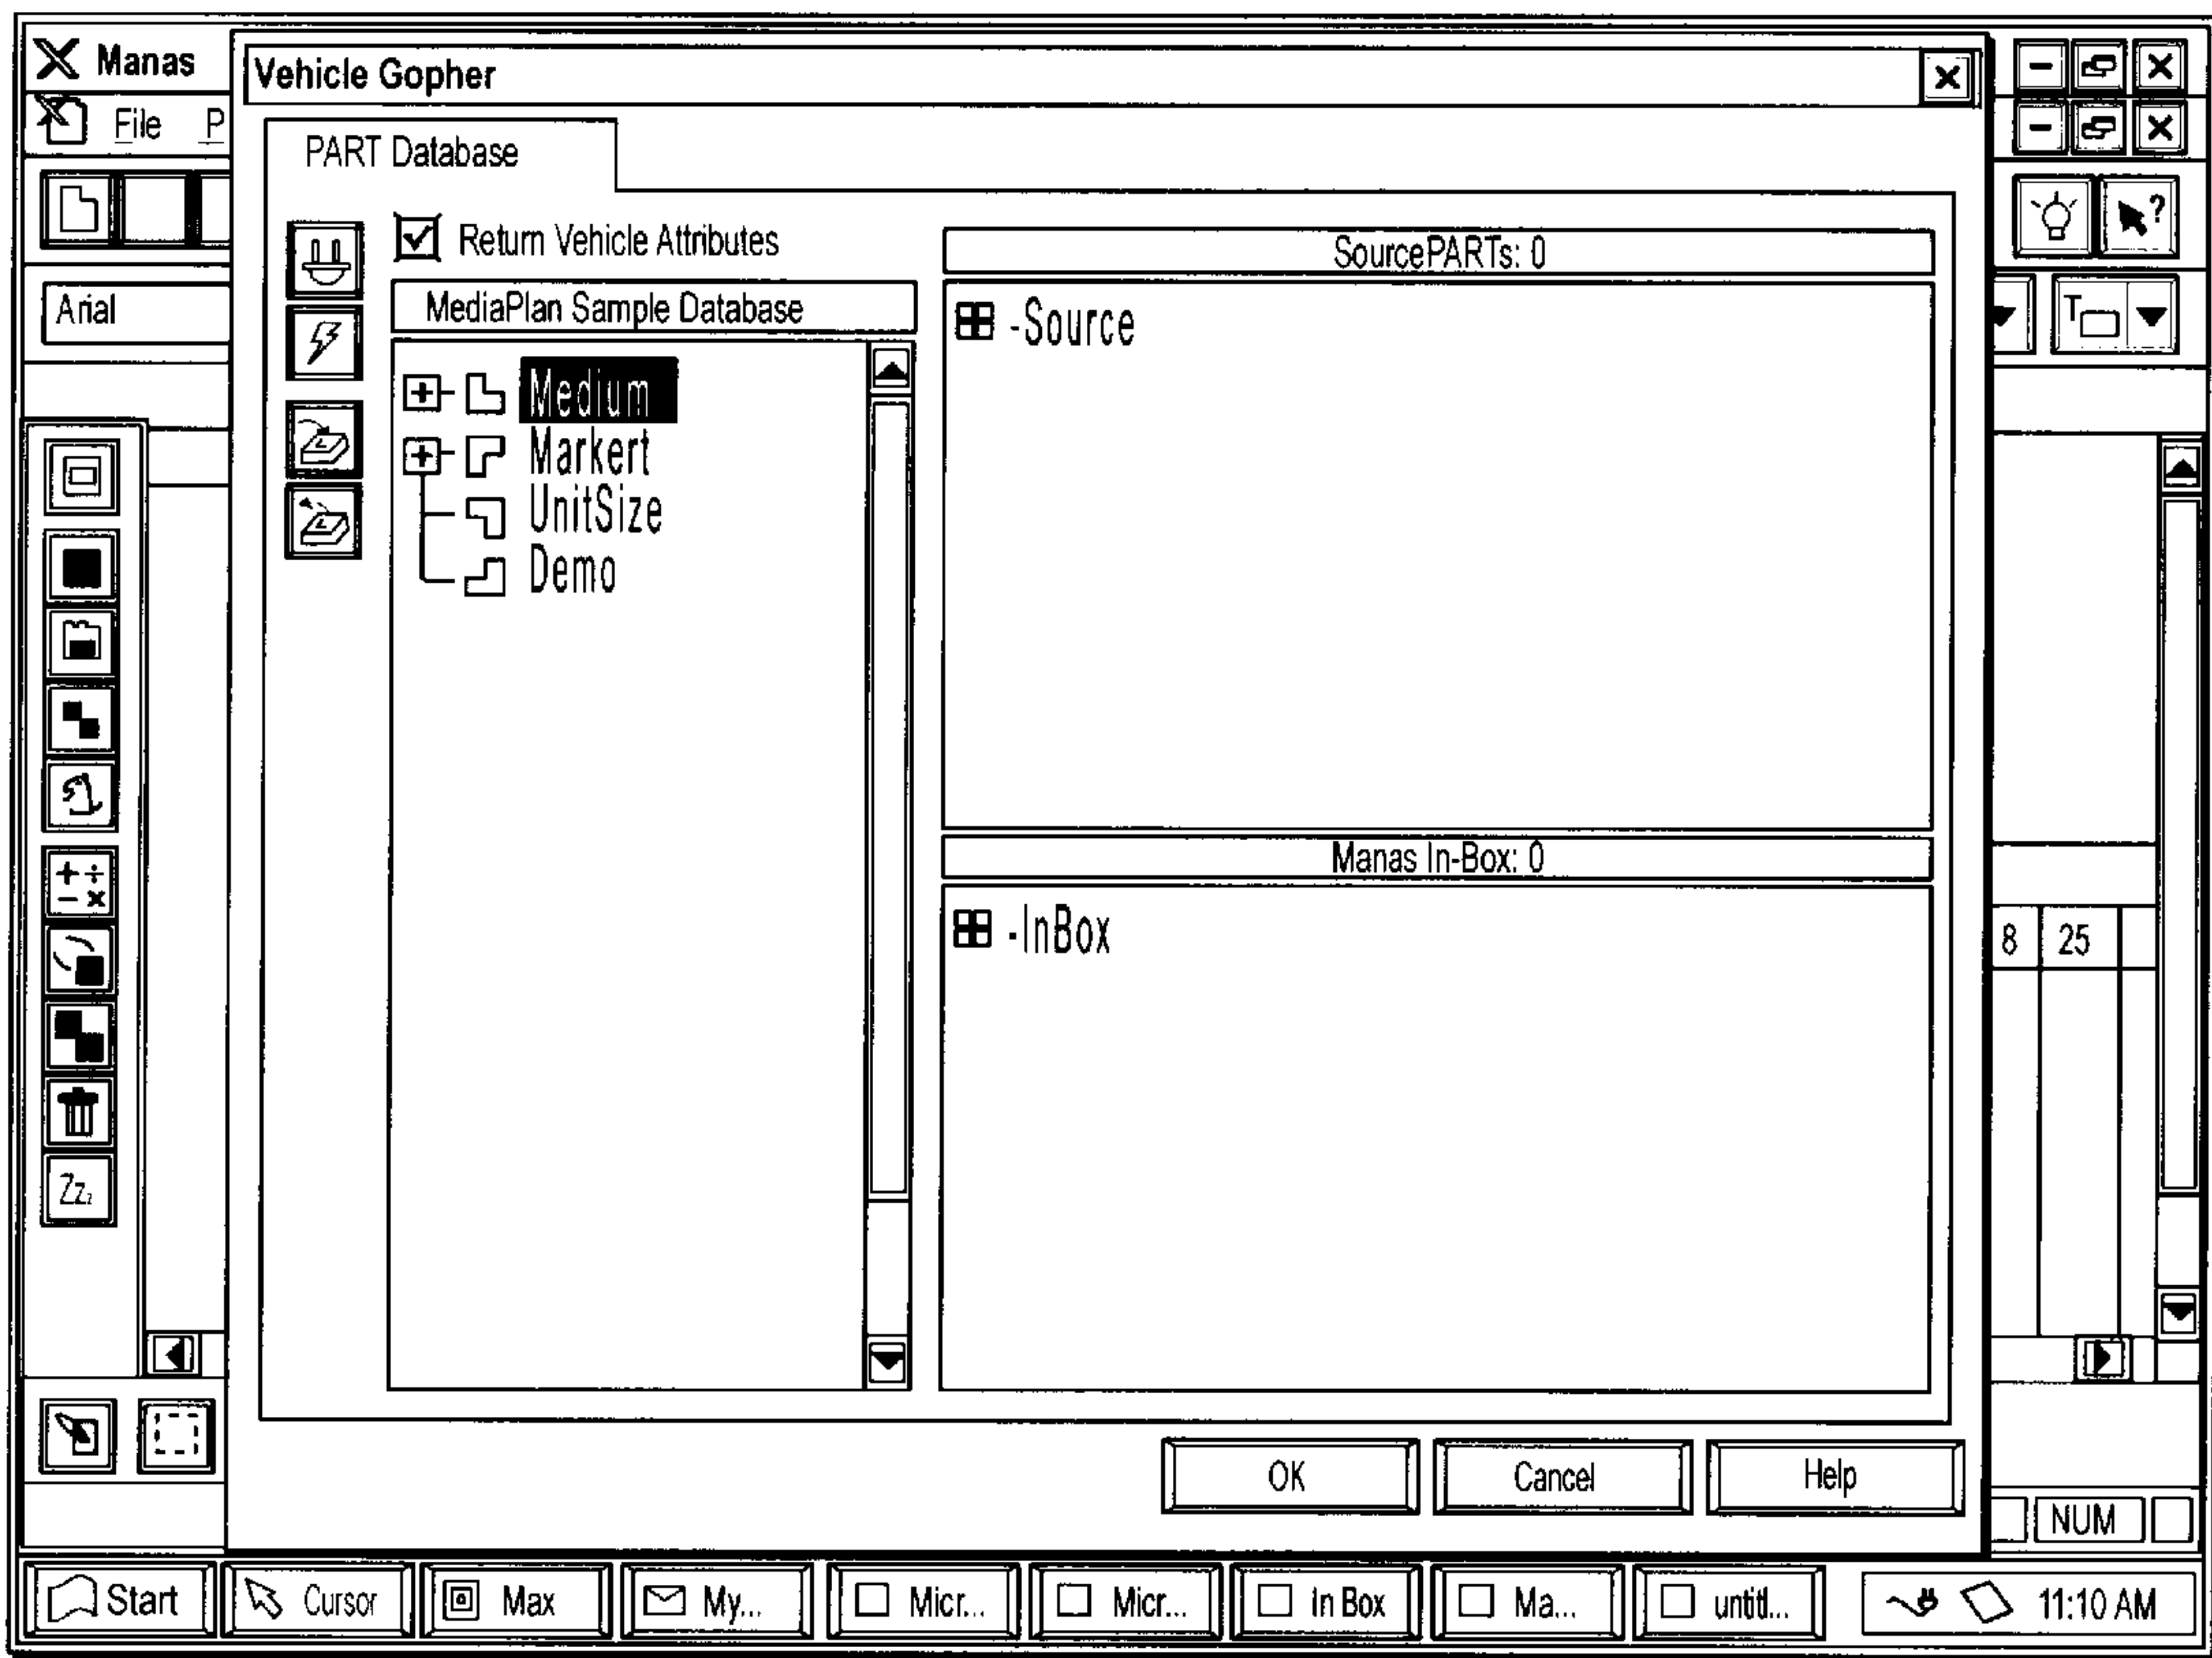 Manas
Vehicle Gopher
File P
PART Database
Return Vehicle Attributes
SourcePARTs: 0
Arial
MediaPlan Sample Database
-Source
Medium
Markert
UnitSize
Demo
Manas In-Box: 0
-InBox
8 25
Zzz
OK Cancel Help
NUM
Start Cursor Max My... Micr... Micr... In Box Ma... untitl... 11:10 AM